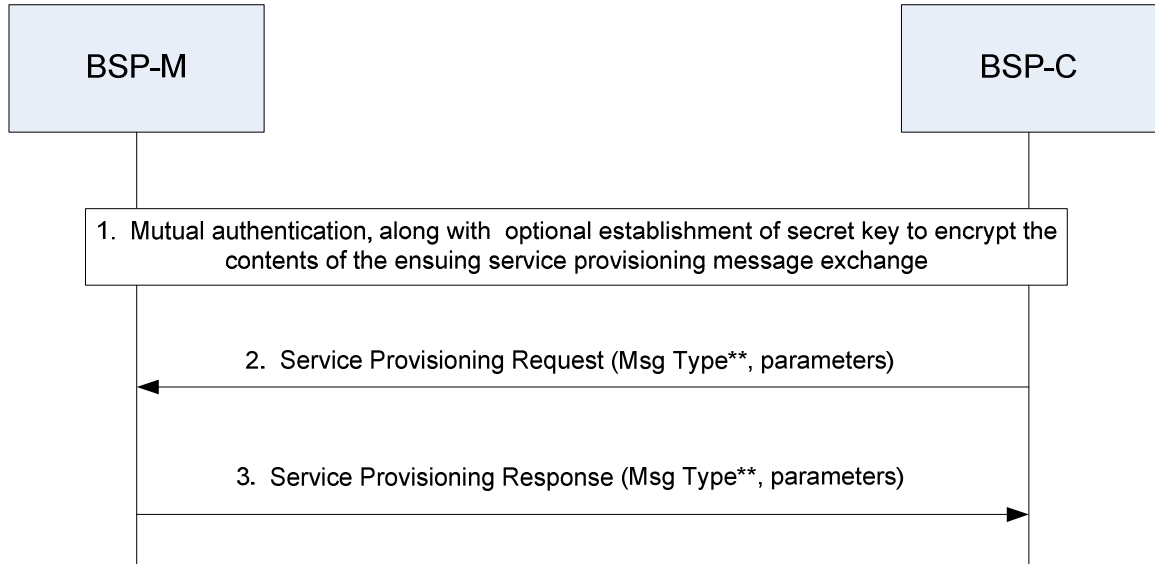 BSP-M
BSP-C
1. Mutual authentication, along with optional establishment of secret key to encrypt the
contents of the ensuing service provisioning message exchange
2. Service Provisioning Request (Msg Type**, parameters)
3. Service Provisioning Response (Msg Type**, parameters)